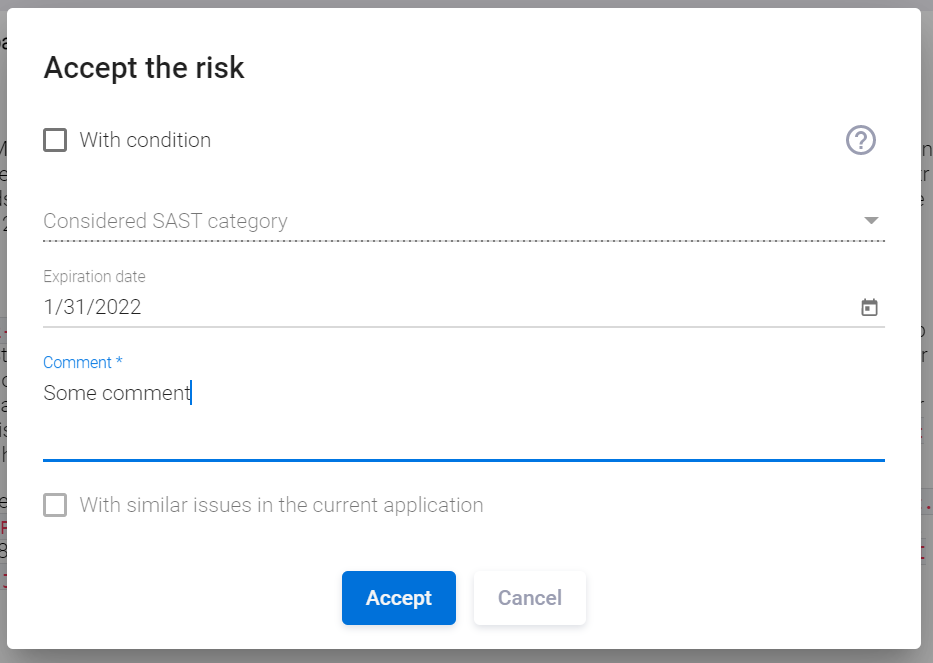 Accept the risk
With condition
Considered SAST category
Expiration date
1/31/2022
Comment *
Some comment
With similar issues in the current application
Accept
Cancel